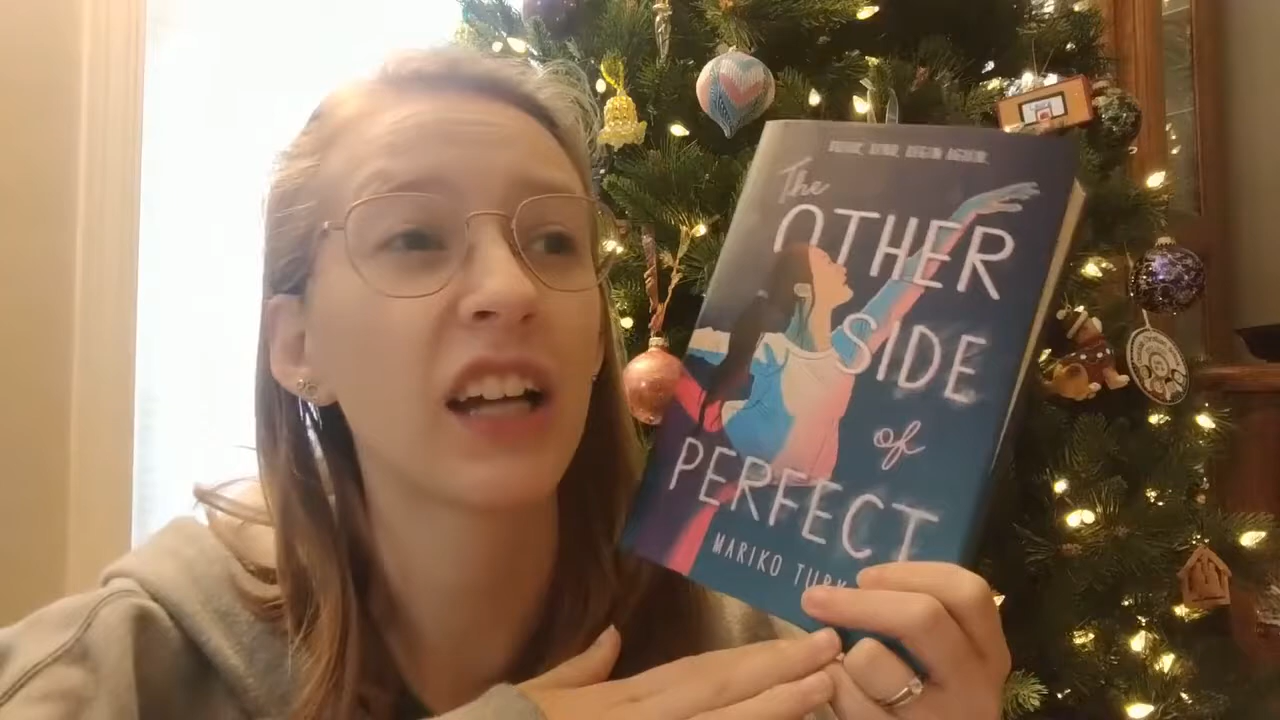 The
OTHER
SIDE
of
PERFECT
MARIKO